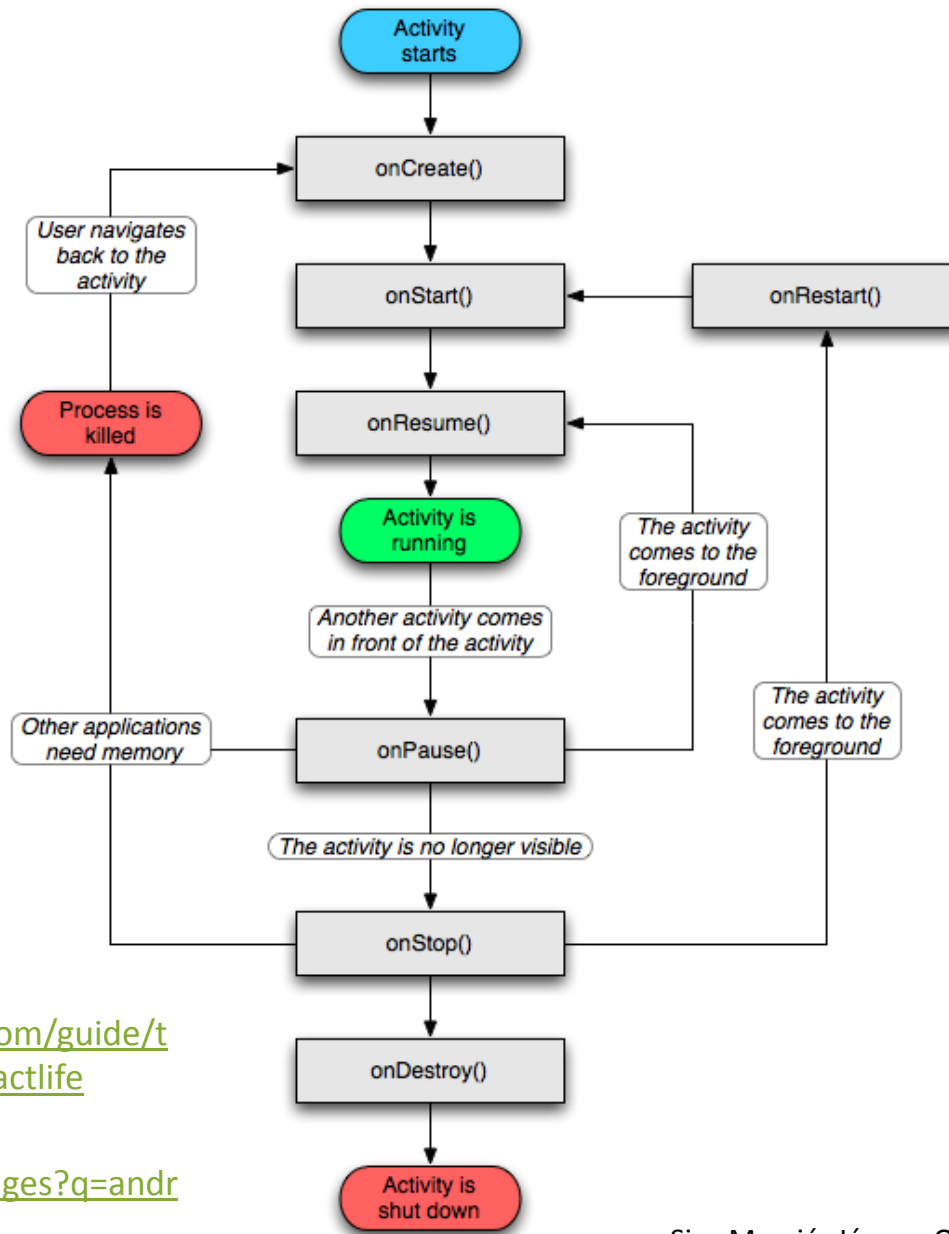 Activity
starts
onCreate()
User navigates
back to the
activity
onStart()
onRestart()
Process is
killed
onResume()
Activity is
running
The activity
comes to the
foreground
Another activity comes
in front of the activity
Other applications
need memory
onPause()
The activity
comes to the
foreground
The activity is no longer visible
onStop()
om/guide/t
actlife
onDestroy()
ges?q=andr
Activity is
shut down